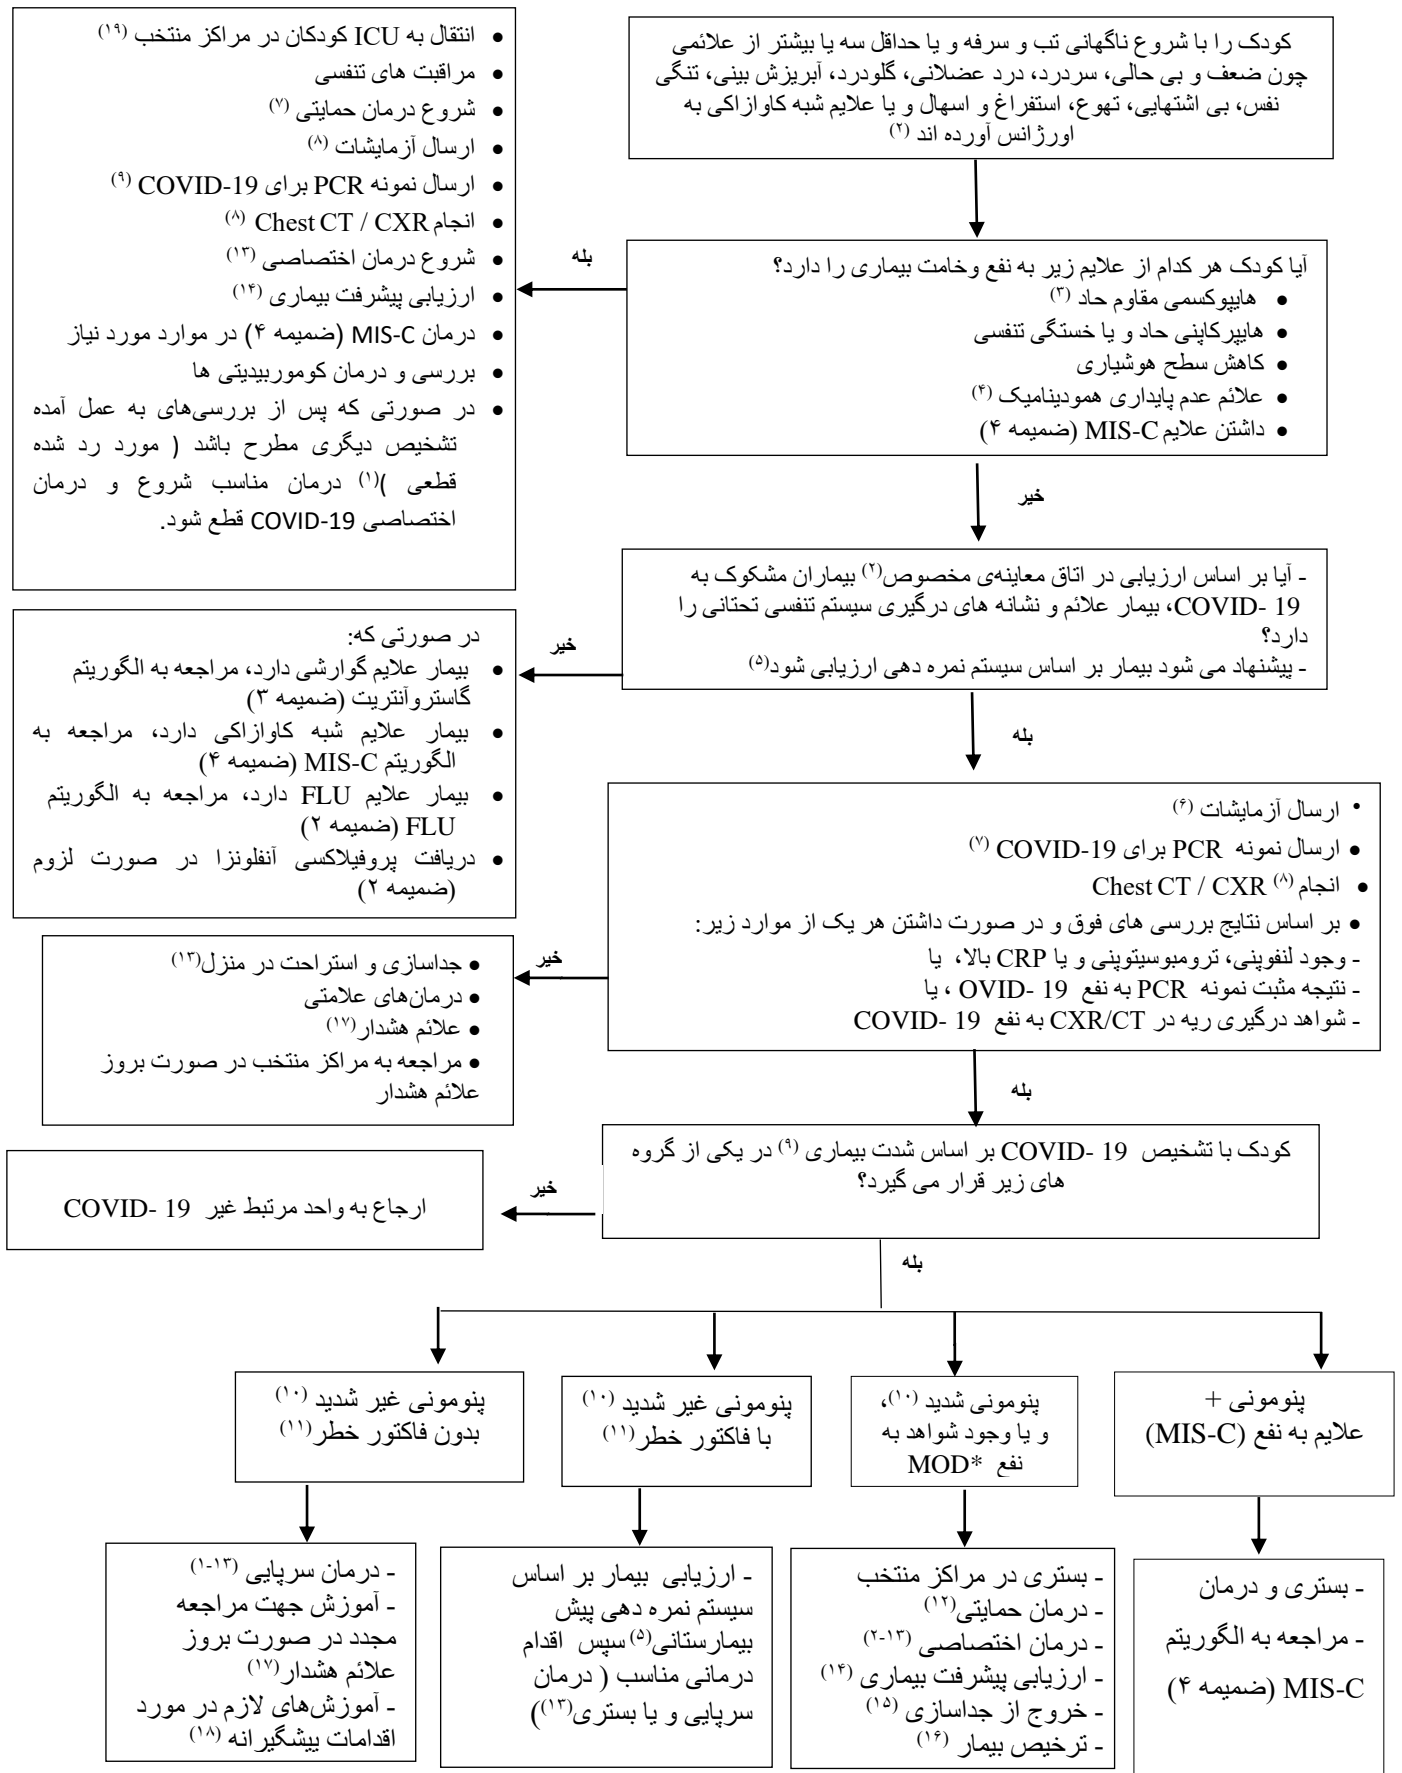 کودک را با شروع ناگهانی تب و سرفه و یا حداقل سه یا بیشتر از علائمی
چون ضعف و بی حالی، سردرد، درد عضلانی، گلودرد، آبریزش بینی، تنگی
نفس، بی اشتهایی، تهوع، استفراغ و اسهال و یا علایم شبه کاوازاکی به
اورژانس آورده اند (۲)
آیا کودک هر کدام از علایم زیر به نفع وخامت بیماری را دارد؟
• هایپوکسمی مقاوم حاد (۳)
• هایپرکاپنی حاد و یا خستگی تنفسی
• کاهش سطح هوشیاری
• علائم عدم پایداری همودینامیک (۴)
• داشتن علایم MIS-C (ضمیمه ۴)
بله
• انتقال به ICU کودکان در مراکز منتخب (۱۹)
• مراقبت های تنفسی
• شروع درمان حمایتی (۷)
• ارسال آزمایشات (۸)
• ارسال نمونه PCR برای COVID-19 (۹)
• انجام Chest CT / CXR (۸)
• شروع درمان اختصاصی (۱۳)
• ارزیابی پیشرفت بیماری (۱۴)
• درمان MIS-C (ضمیمه ۴) در موارد مورد نیاز
• بررسی و درمان کوموربیدیتی ها
• در صورتی که پس از بررسی‌های به عمل آمده
تشخیص دیگری مطرح باشد ( مورد رد شده
قطعی )(۱) درمان مناسب شروع و درمان
اختصاصی COVID-19 قطع شود.
خیر
- آیا بر اساس ارزیابی در اتاق معاینه‌ی مخصوص(۲) بیماران مشکوک به
COVID- 19، بیمار علائم و نشانه های درگیری سیستم تنفسی تحتانی را
دارد؟
- پیشنهاد می شود بیمار بر اساس سیستم نمره دهی ارزیابی شود(۵)
خیر
در صورتی که:
• بیمار علایم گوارشی دارد، مراجعه به الگوریتم
گاستروآنتریت (ضمیمه ۳)
• بیمار علایم شبه کاوازاکی دارد، مراجعه به
الگوریتم MIS-C (ضمیمه ۴)
• بیمار علایم FLU دارد، مراجعه به الگوریتم
FLU (ضمیمه ۲)
• دریافت پروفیلاکسی آنفلونزا در صورت لزوم
(ضمیمه ۲)
بله
• ارسال آزمایشات (۶)
• ارسال نمونه PCR برای COVID-19 (۷)
• انجام Chest CT / CXR (۸)
• بر اساس نتایج بررسی های فوق و در صورت داشتن هر یک از موارد زیر:
- وجود لنفوپنی، ترومبوسیتوپنی و یا CRP بالا، یا
- نتیجه مثبت نمونه PCR به نفع OVID- 19 ، یا
- شواهد درگیری ریه در CXR/CT به نفع COVID- 19
خیر
• جداسازی و استراحت در منزل(۱۳)
• درمان‌های علامتی
• علائم هشدار(۱۷)
• مراجعه به مراکز منتخب در صورت بروز
علائم هشدار
بله
کودک با تشخیص COVID- 19 بر اساس شدت بیماری (۹) در یکی از گروه
های زیر قرار می گیرد؟
خیر
ارجاع به واحد مرتبط غیر COVID- 19
بله
پنومونی +
علایم به نفع (MIS-C)
پنومونی شدید (۱۰)،
و یا وجود شواهد به
نفع MOD*
پنومونی غیر شدید (۱۰)
با فاکتور خطر(۱۱)
پنومونی غیر شدید (۱۰)
بدون فاکتور خطر(۱۱)
- بستری و درمان
- مراجعه به الگوریتم
MIS-C (ضمیمه ۴)
- بستری در مراکز منتخب
- درمان حمایتی(۱۲)
- درمان اختصاصی (۱۳-۲)
- ارزیابی پیشرفت بیماری (۱۴)
- خروج از جداسازی (۱۵)
- ترخیص بیمار (۱۶)
- ارزیابی بیمار بر اساس
سیستم نمره دهی پیش
بیمارستانی(۵) سپس اقدام
درمانی مناسب ( درمان
سرپایی و یا بستری(۱۳))
- درمان سرپایی (۱۳-۱)
- آموزش جهت مراجعه
مجدد در صورت بروز
علائم هشدار(۱۷)
- آموزش‌های لازم در مورد
اقدامات پیشگیرانه (۱۸)